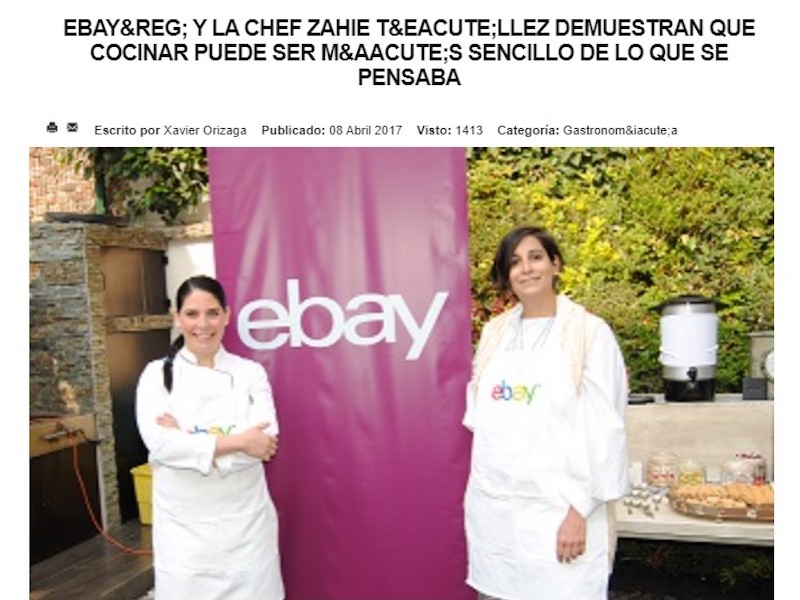 EBAY&REG; Y LA CHEF ZAHIE T&EACUTE;LLEZ DEMUESTRAN QUE
COCINAR PUEDE SER M&AACUTE;S SENCILLO DE LO QUE SE
PENSABA
Escrito por Xavier Orizaga Publicado: 08 Abril 2017 Visto: 1413 Categoría: Gastronom&iacute;a
ebay
ebay
ebay